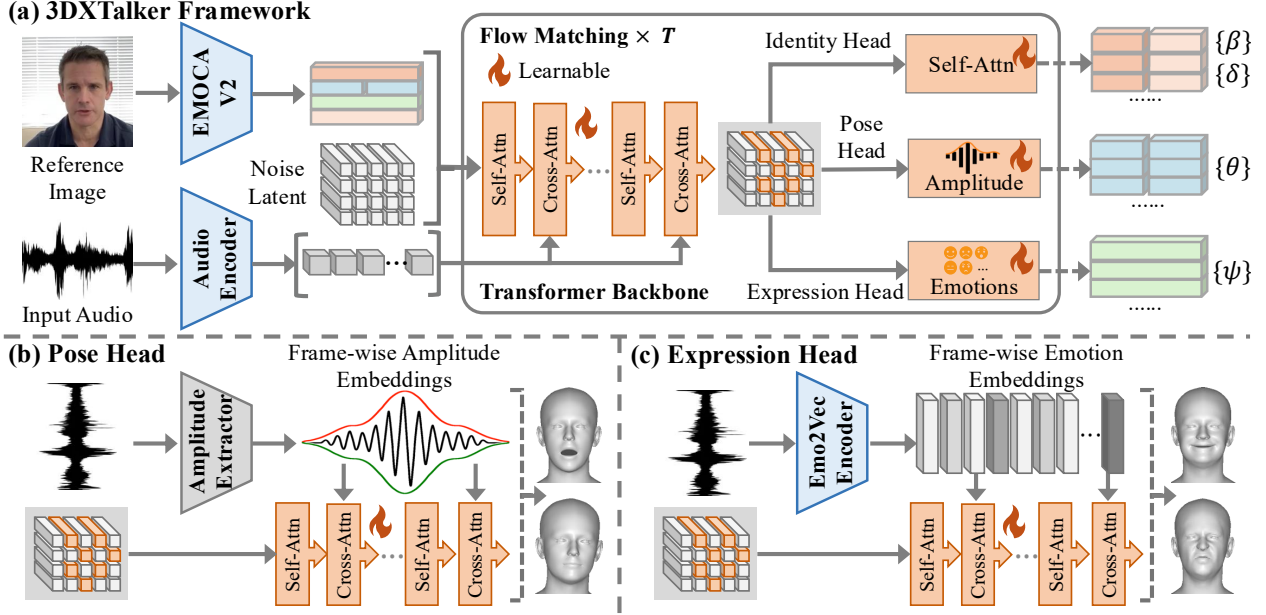 (a) 3DXTalker Framework
Reference
Image
Input Audio
EMOCA
V2
Audio
Encoder
Noise
Latent
Flow Matching × T
Learnable
Self-Attn
Cross-Attn
...
Self-Attn
Cross-Attn
Transformer Backbone
Identity Head
Self-Attn
{β}
{δ}
......
Pose
Head
Amplitude
{θ}
......
Expression Head
...
Emotions
{ψ}
......
(b) Pose Head
Amplitude
Extractor
Frame-wise Amplitude
Embeddings
Self-Attn
Cross-Attn
...
Self-Attn
Cross-Attn
(c) Expression Head
Emo2Vec
Encoder
Frame-wise Emotion
Embeddings
...
Self-Attn
Cross-Attn
...
Self-Attn
Cross-Attn